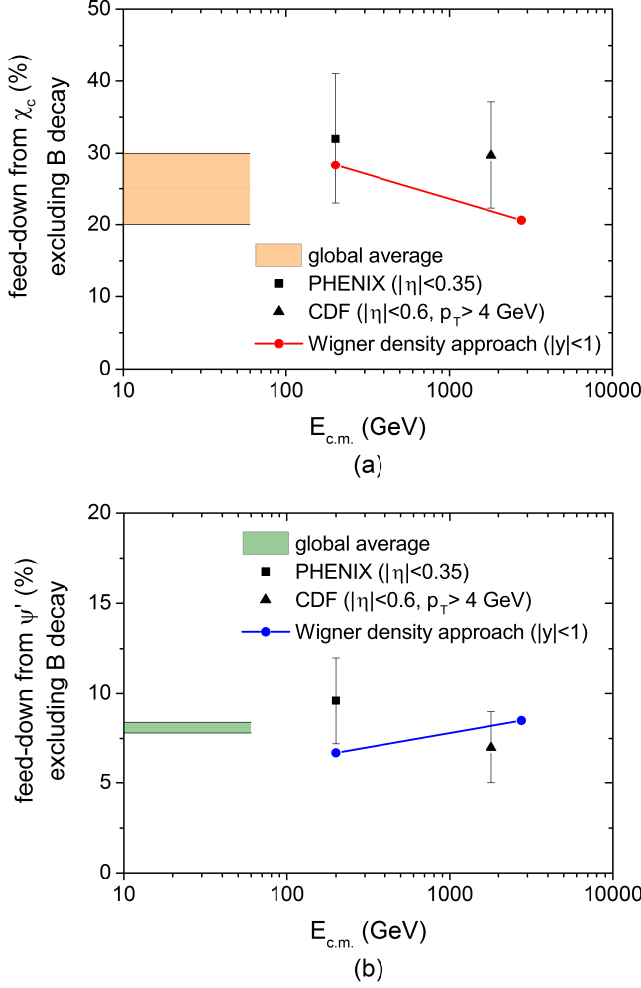 50
40
30
20
10
0
feed-down from χc (%)
excluding B decay
global average
PHENIX (|η|<0.35)
CDF (|η|<0.6, pT> 4 GeV)
Wigner density approach (|y|<1)
10 100 1000 10000
Ec.m. (GeV)
(a)
20
15
10
5
0
feed-down from ψ' (%)
excluding B decay
global average
PHENIX (|η|<0.35)
CDF (|η|<0.6, pT> 4 GeV)
Wigner density approach (|y|<1)
10 100 1000 10000
Ec.m. (GeV)
(b)